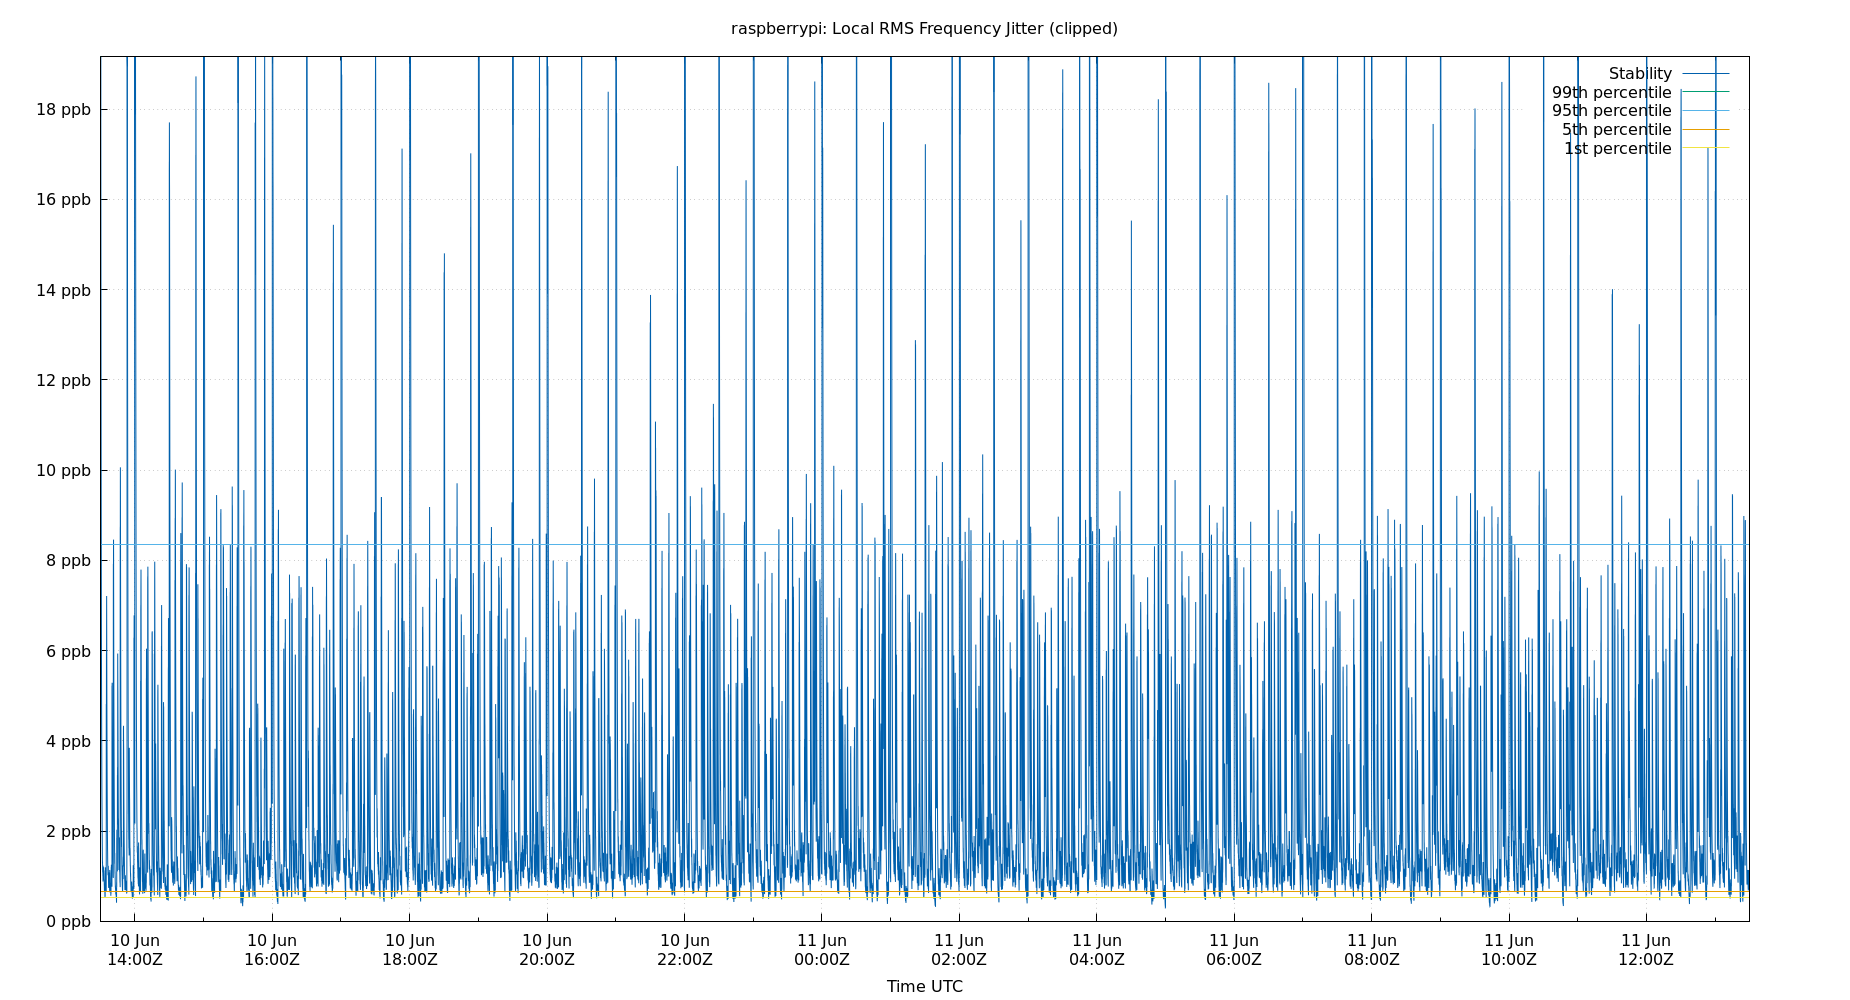 raspberrypi: Local RMS Frequency Jitter (clipped)
Stability
99th percentile
95th percentile
5th percentile
1st percentile
18 ppb
16 ppb
14 ppb
12 ppb
10 ppb
8 ppb
6 ppb
4 ppb
2 ppb
0 ppb
10 Jun 10 Jun 10 Jun 10 Jun 10 Jun 11 Jun 11 Jun 11 Jun 11 Jun 11 Jun 11 Jun 11 Jun
14:00Z 16:00Z 18:00Z 20:00Z 22:00Z 00:00Z 02:00Z 04:00Z 06:00Z 08:00Z 10:00Z 12:00Z
Time UTC